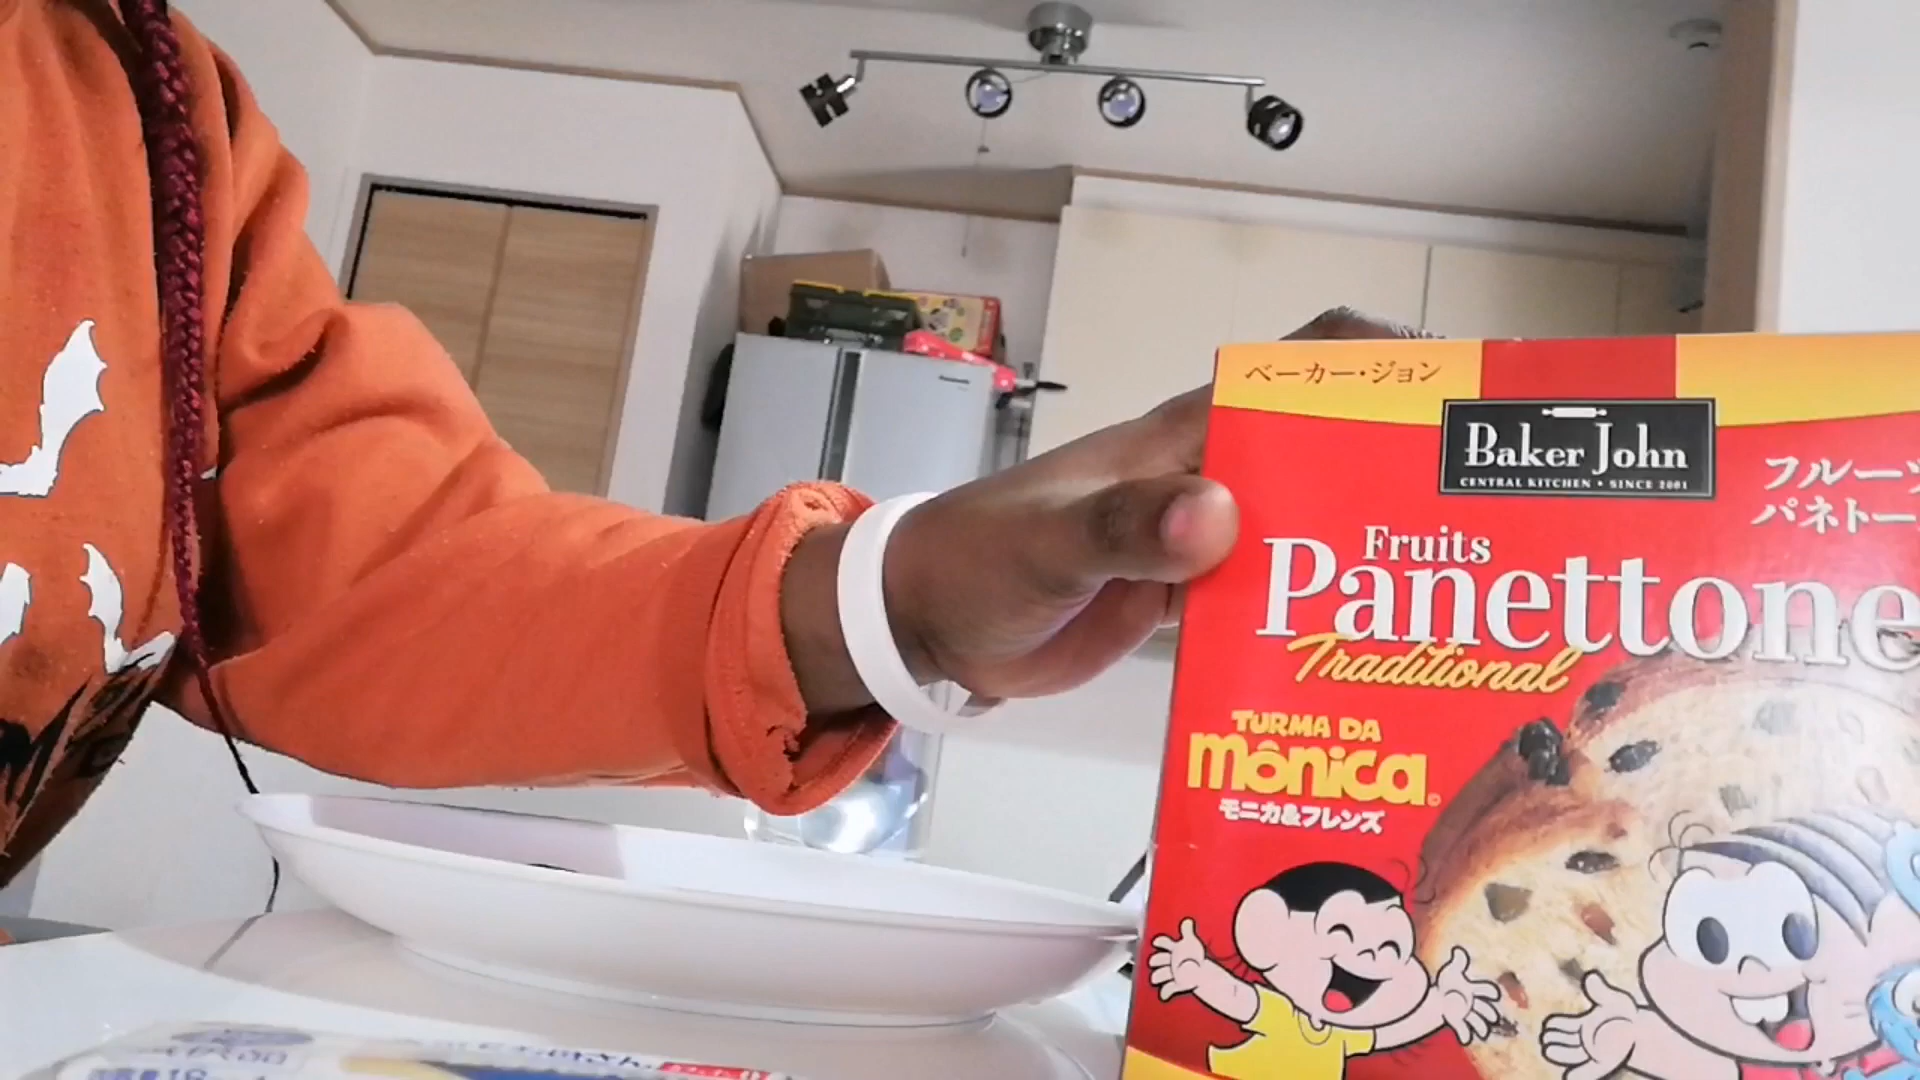 ベーカー・ジョン
Baker John
CENTRAL KITCHEN • SINCE 2001
フルーツ
パネトー
Fruits
Panettone
Traditional
TURMA DA
mônica
モニカ&フレンズ
Panasonic